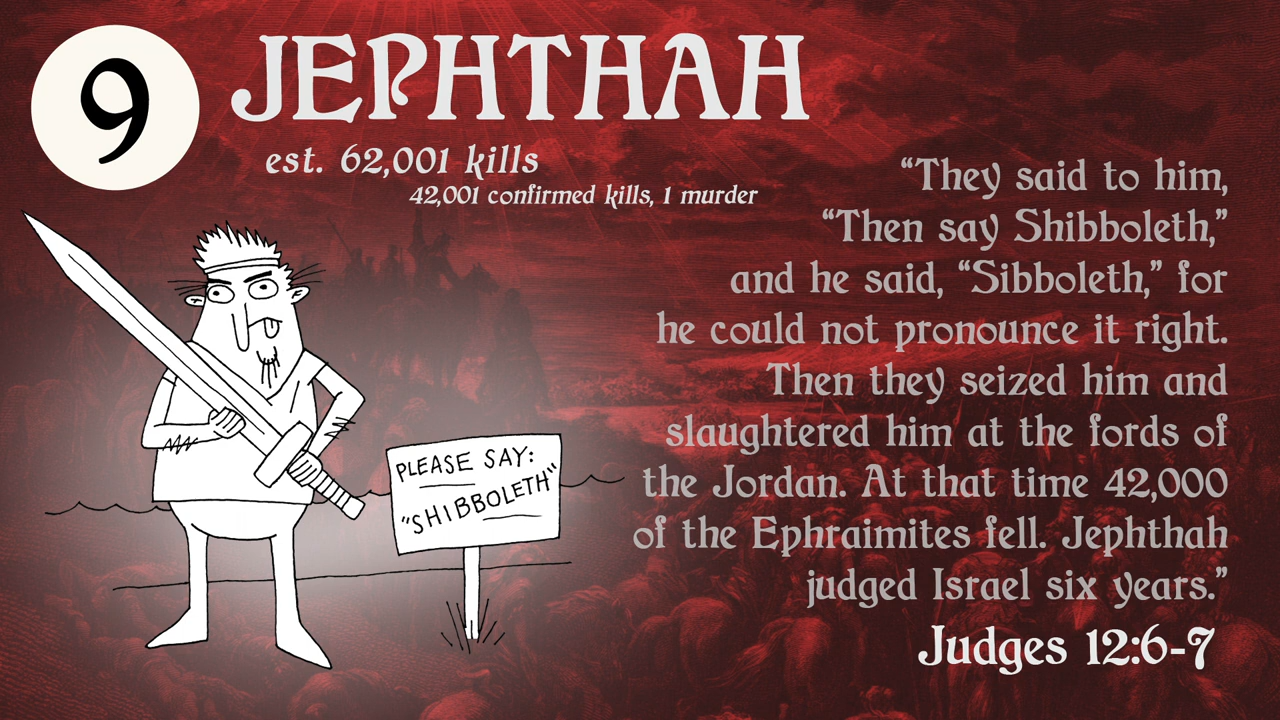 9
JEPHTHAH
est. 62,001 kills
42,001 confirmed kills, 1 murder
“They said to him,
“Then say Shibboleth,”
and he said, “Sibboleth,” for
he could not pronounce it right.
Then they seized him and
slaughtered him at the fords of
the Jordan. At that time 42,000
of the Ephraimites fell. Jephthah
judged Israel six years.”
Judges 12:6-7
PLEASE SAY:
"SHIBBOLETH"